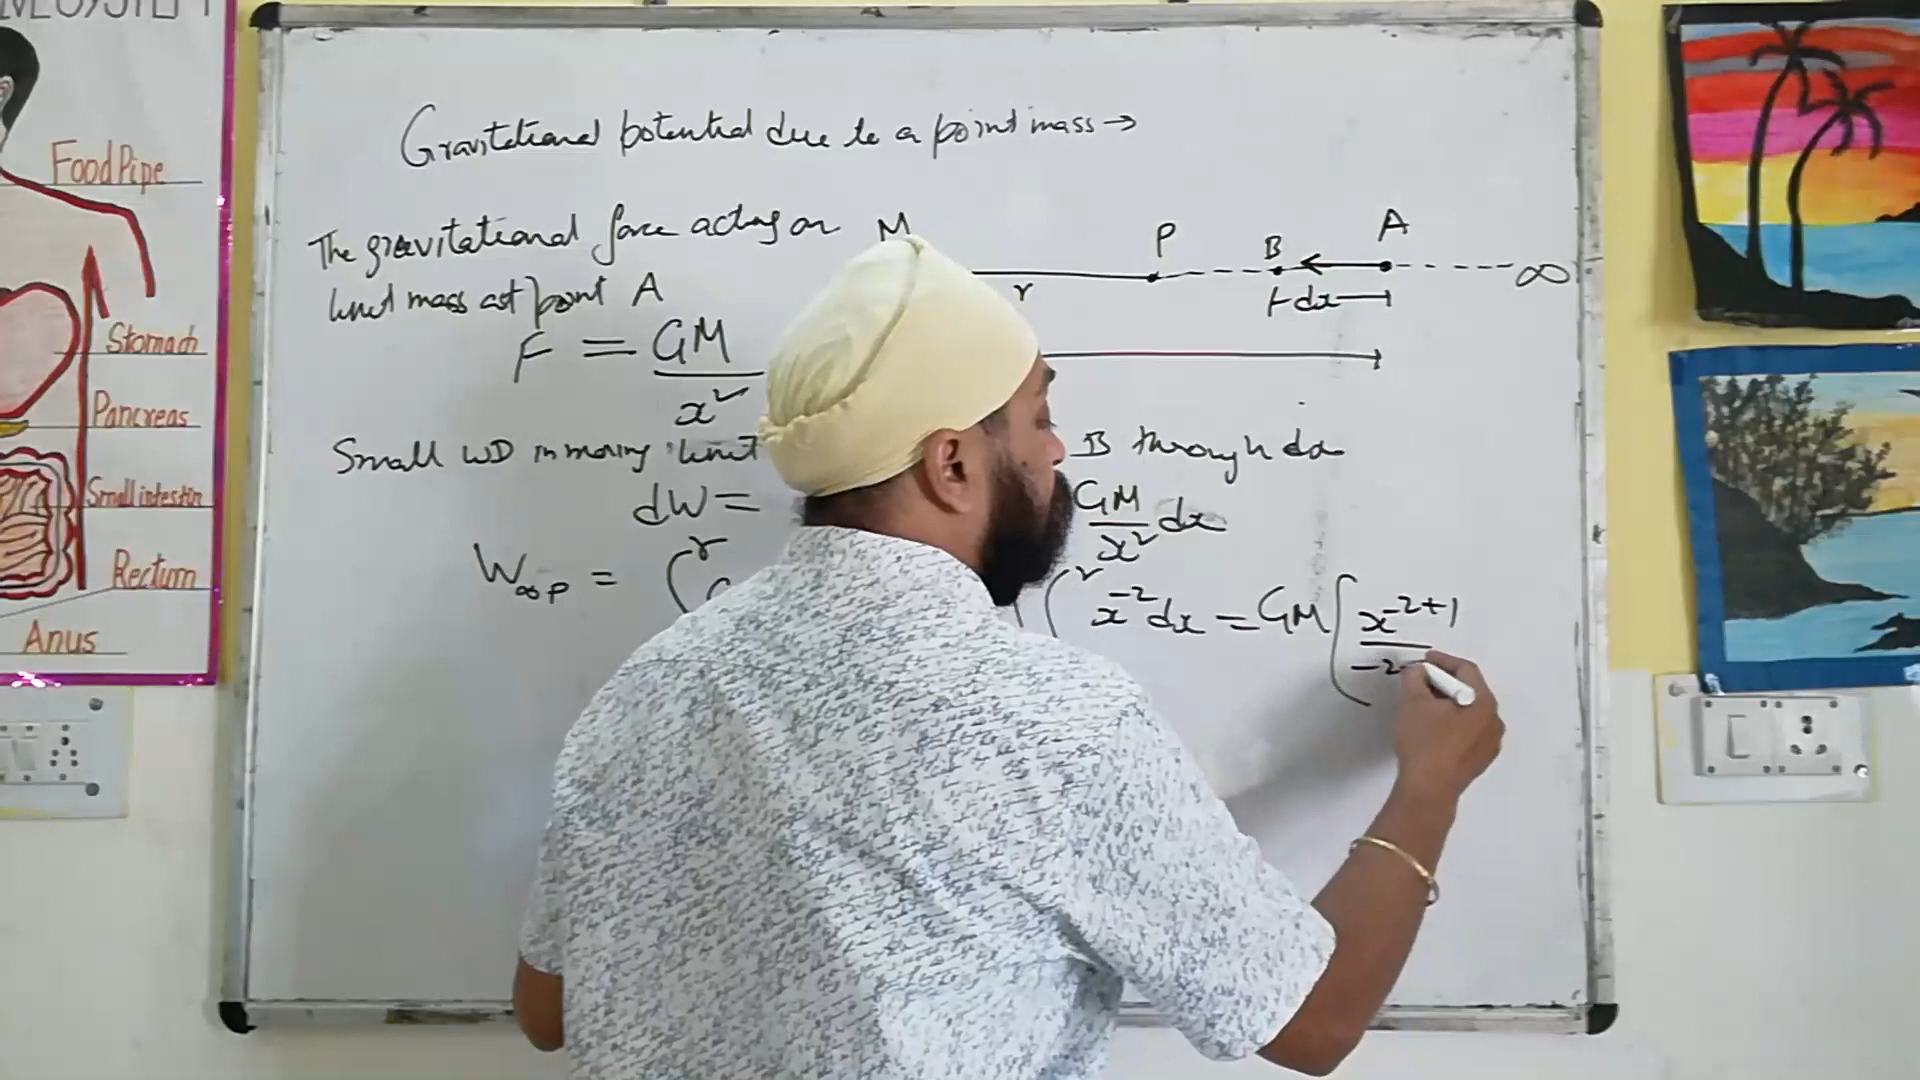 Food Pipe
Stomach
Pancreas
Small intestin
Rectum
Anus
Gravitational potential due to a point mass →
The gravitational force acting on
unit mass at point A
F = GM
x²
M
r
P
B
A
∞
dx
Small WD in moving unit B through dx
dW = GM dx
x²
W∞P = ∫ r
∫ r x⁻² dx = GM [ x⁻²⁺¹
-2